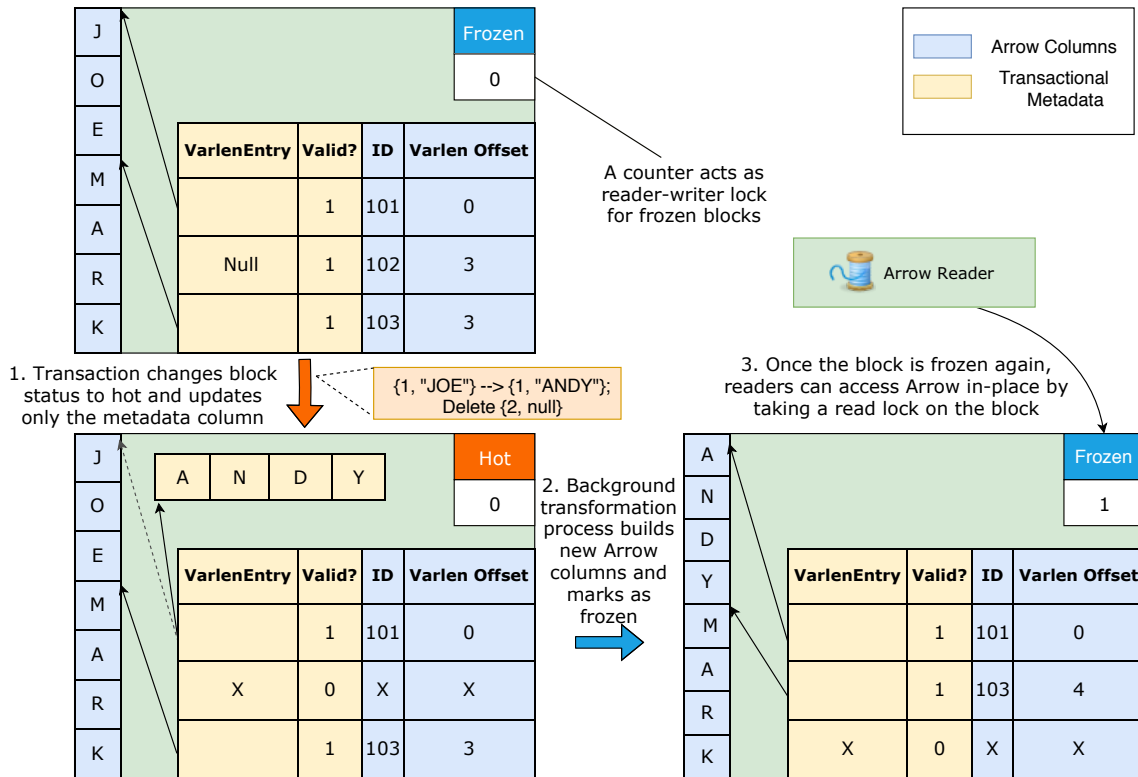 J
O
E
M
A
R
K
Frozen
0
VarlenEntry Valid? ID Varlen Offset
1 101 0
Null 1 102 3
1 103 3
A counter acts as
reader-writer lock
for frozen blocks
Arrow Columns
Transactional
Metadata
Arrow Reader
1. Transaction changes block
status to hot and updates
only the metadata column
{1, "JOE"} --> {1, "ANDY"};
Delete {2, null}
3. Once the block is frozen again,
readers can access Arrow in-place by
taking a read lock on the block
J
O
E
M
A
R
K
A N D Y
Hot
0
VarlenEntry Valid? ID Varlen Offset
1 101 0
X 0 X X
1 103 3
2. Background
transformation
process builds
new Arrow
columns and
marks as
frozen
A
N
D
Y
M
A
R
K
Frozen
1
VarlenEntry Valid? ID Varlen Offset
1 101 0
1 103 4
X 0 X X